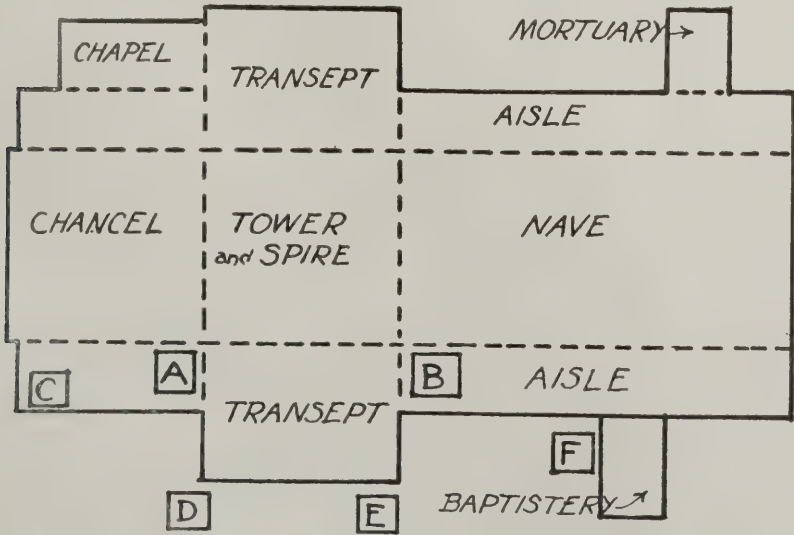 MORTUARY
CHAPEL
TRANSEPT
AISLE
CHANCEL
TOWER
and SPIRE
NAVE
A
B
C
AISLE
TRANSEPT
F
D
E
BAPTISTERY